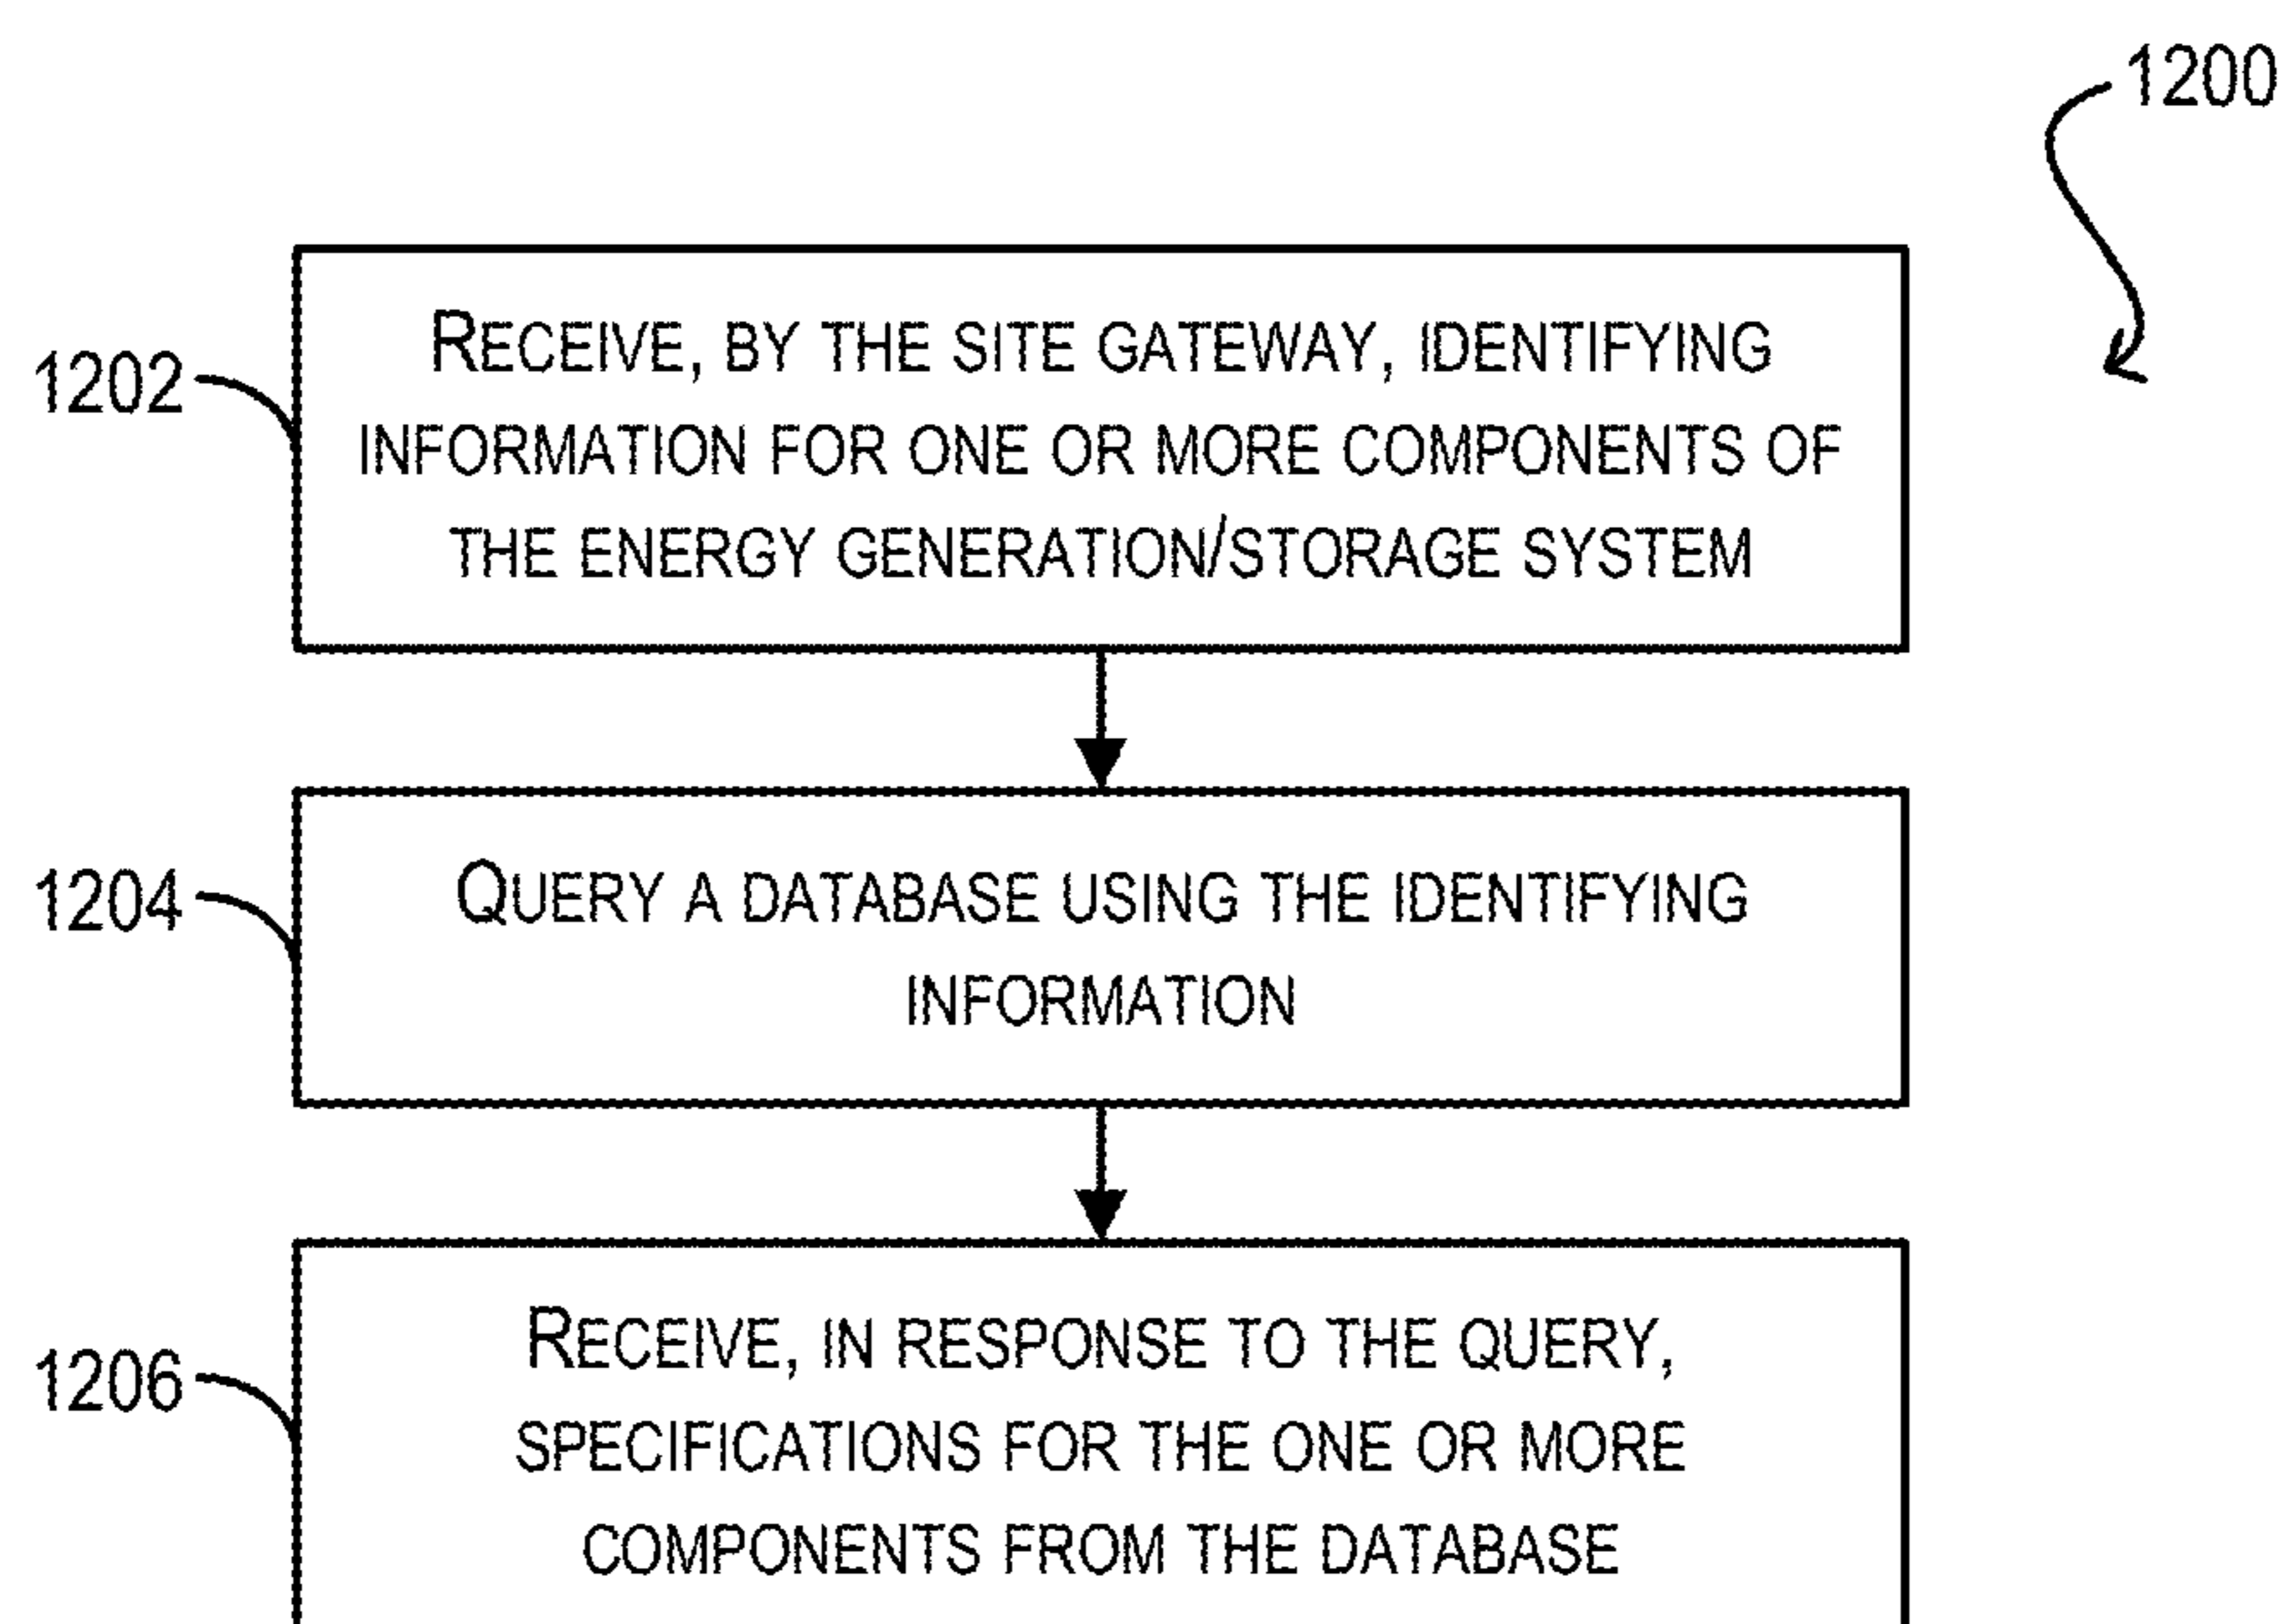 1200
1202
RECEIVE, BY THE SITE GATEWAY, IDENTIFYING
INFORMATION FOR ONE OR MORE COMPONENTS OF
THE ENERGY GENERATION/STORAGE SYSTEM
1204
QUERY A DATABASE USING THE IDENTIFYING
INFORMATION
1206
RECEIVE, IN RESPONSE TO THE QUERY,
SPECIFICATIONS FOR THE ONE OR MORE
COMPONENTS FROM THE DATABASE